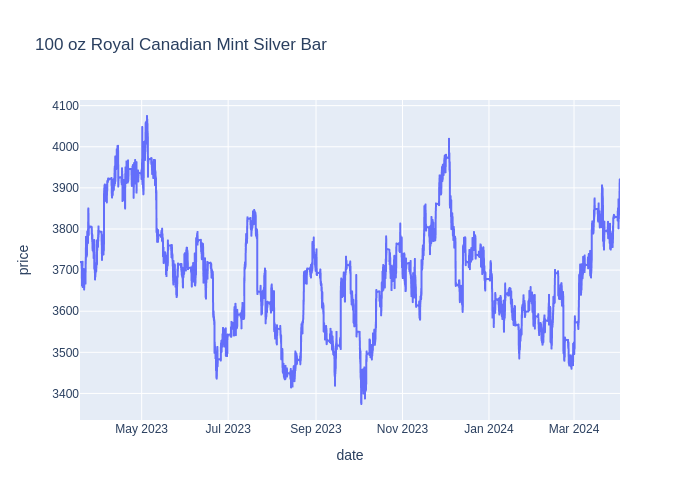 100 oz Royal Canadian Mint Silver Bar
4100
4000
3900
3800
3700
3600
3500
3400
price
May 2023 Jul 2023 Sep 2023 Nov 2023 Jan 2024 Mar 2024
date